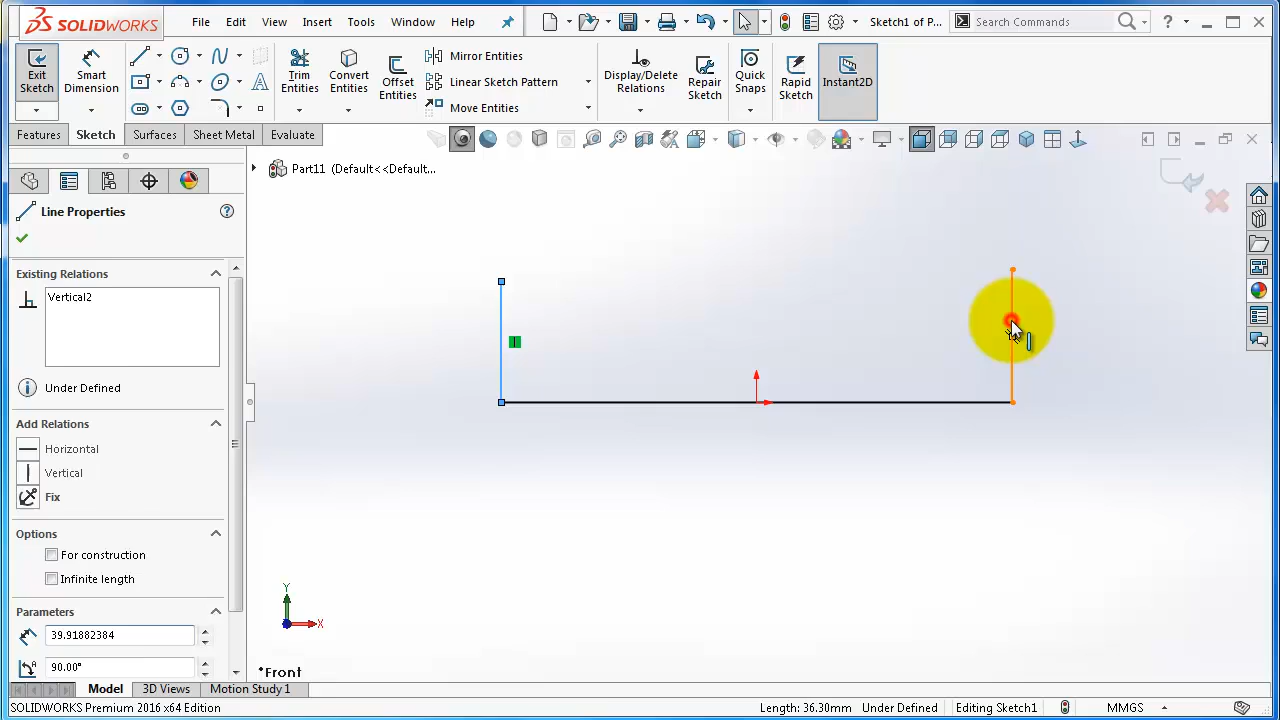 SOLIDWORKS
File Edit View Insert Tools Window Help
Sketch1 of P...
Search Commands
?
Exit Sketch
Smart Dimension
Trim Entities
Convert Entities
Offset Entities
Mirror Entities
Linear Sketch Pattern
Move Entities
Display/Delete Relations
Repair Sketch
Quick Snaps
Rapid Sketch
Instant2D
Features Sketch Surfaces Sheet Metal Evaluate
Part11 (Default<<Default...
Line Properties
?
Existing Relations
Vertical2
Under Defined
Add Relations
Horizontal
Vertical
Fix
Options
For construction
Infinite length
Parameters
39.91882384
90.00°
Y
X
*Front
Model 3D Views Motion Study 1
SOLIDWORKS Premium 2016 x64 Edition
Length: 36.30mm Under Defined Editing Sketch1 MMGS